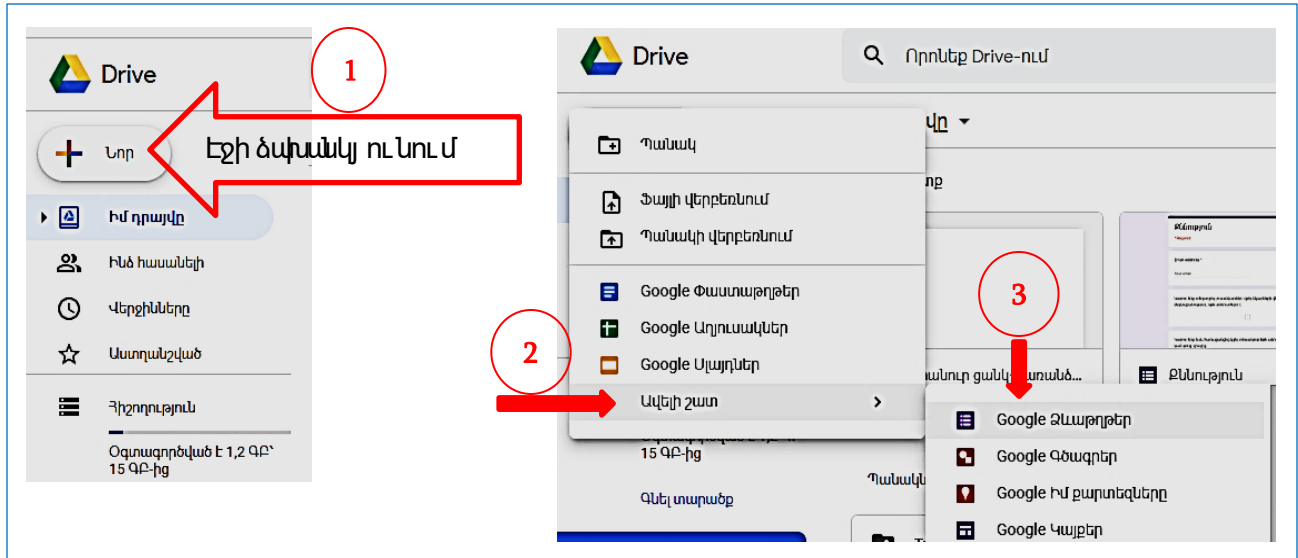 Drive
1
Նոր
Էջի ձախակյ ունում
Իմ դրայվը
Ինձ հասանելի
Վերջինները
Աստղանշված
Հիշողություն
Օգտագործված է 1,2 ԳԲ՝
15 ԳԲ-ից
Drive
Որոնեք Drive-ում
վը
Պանակ
Ֆայլի վերբեռնում
Պանակի վերբեռնում
Google Փաստաթղթեր
Google Աղյուսակներ
Google Սլայդներ
2
Ավելի շատ
3
Քննություն
Քննություն
Google Ձևաթղթեր
Google Գծագրեր
Google Իմ քարտեզները
Google Կայքեր
15 ԳԲ-ից
Գնել տարածք